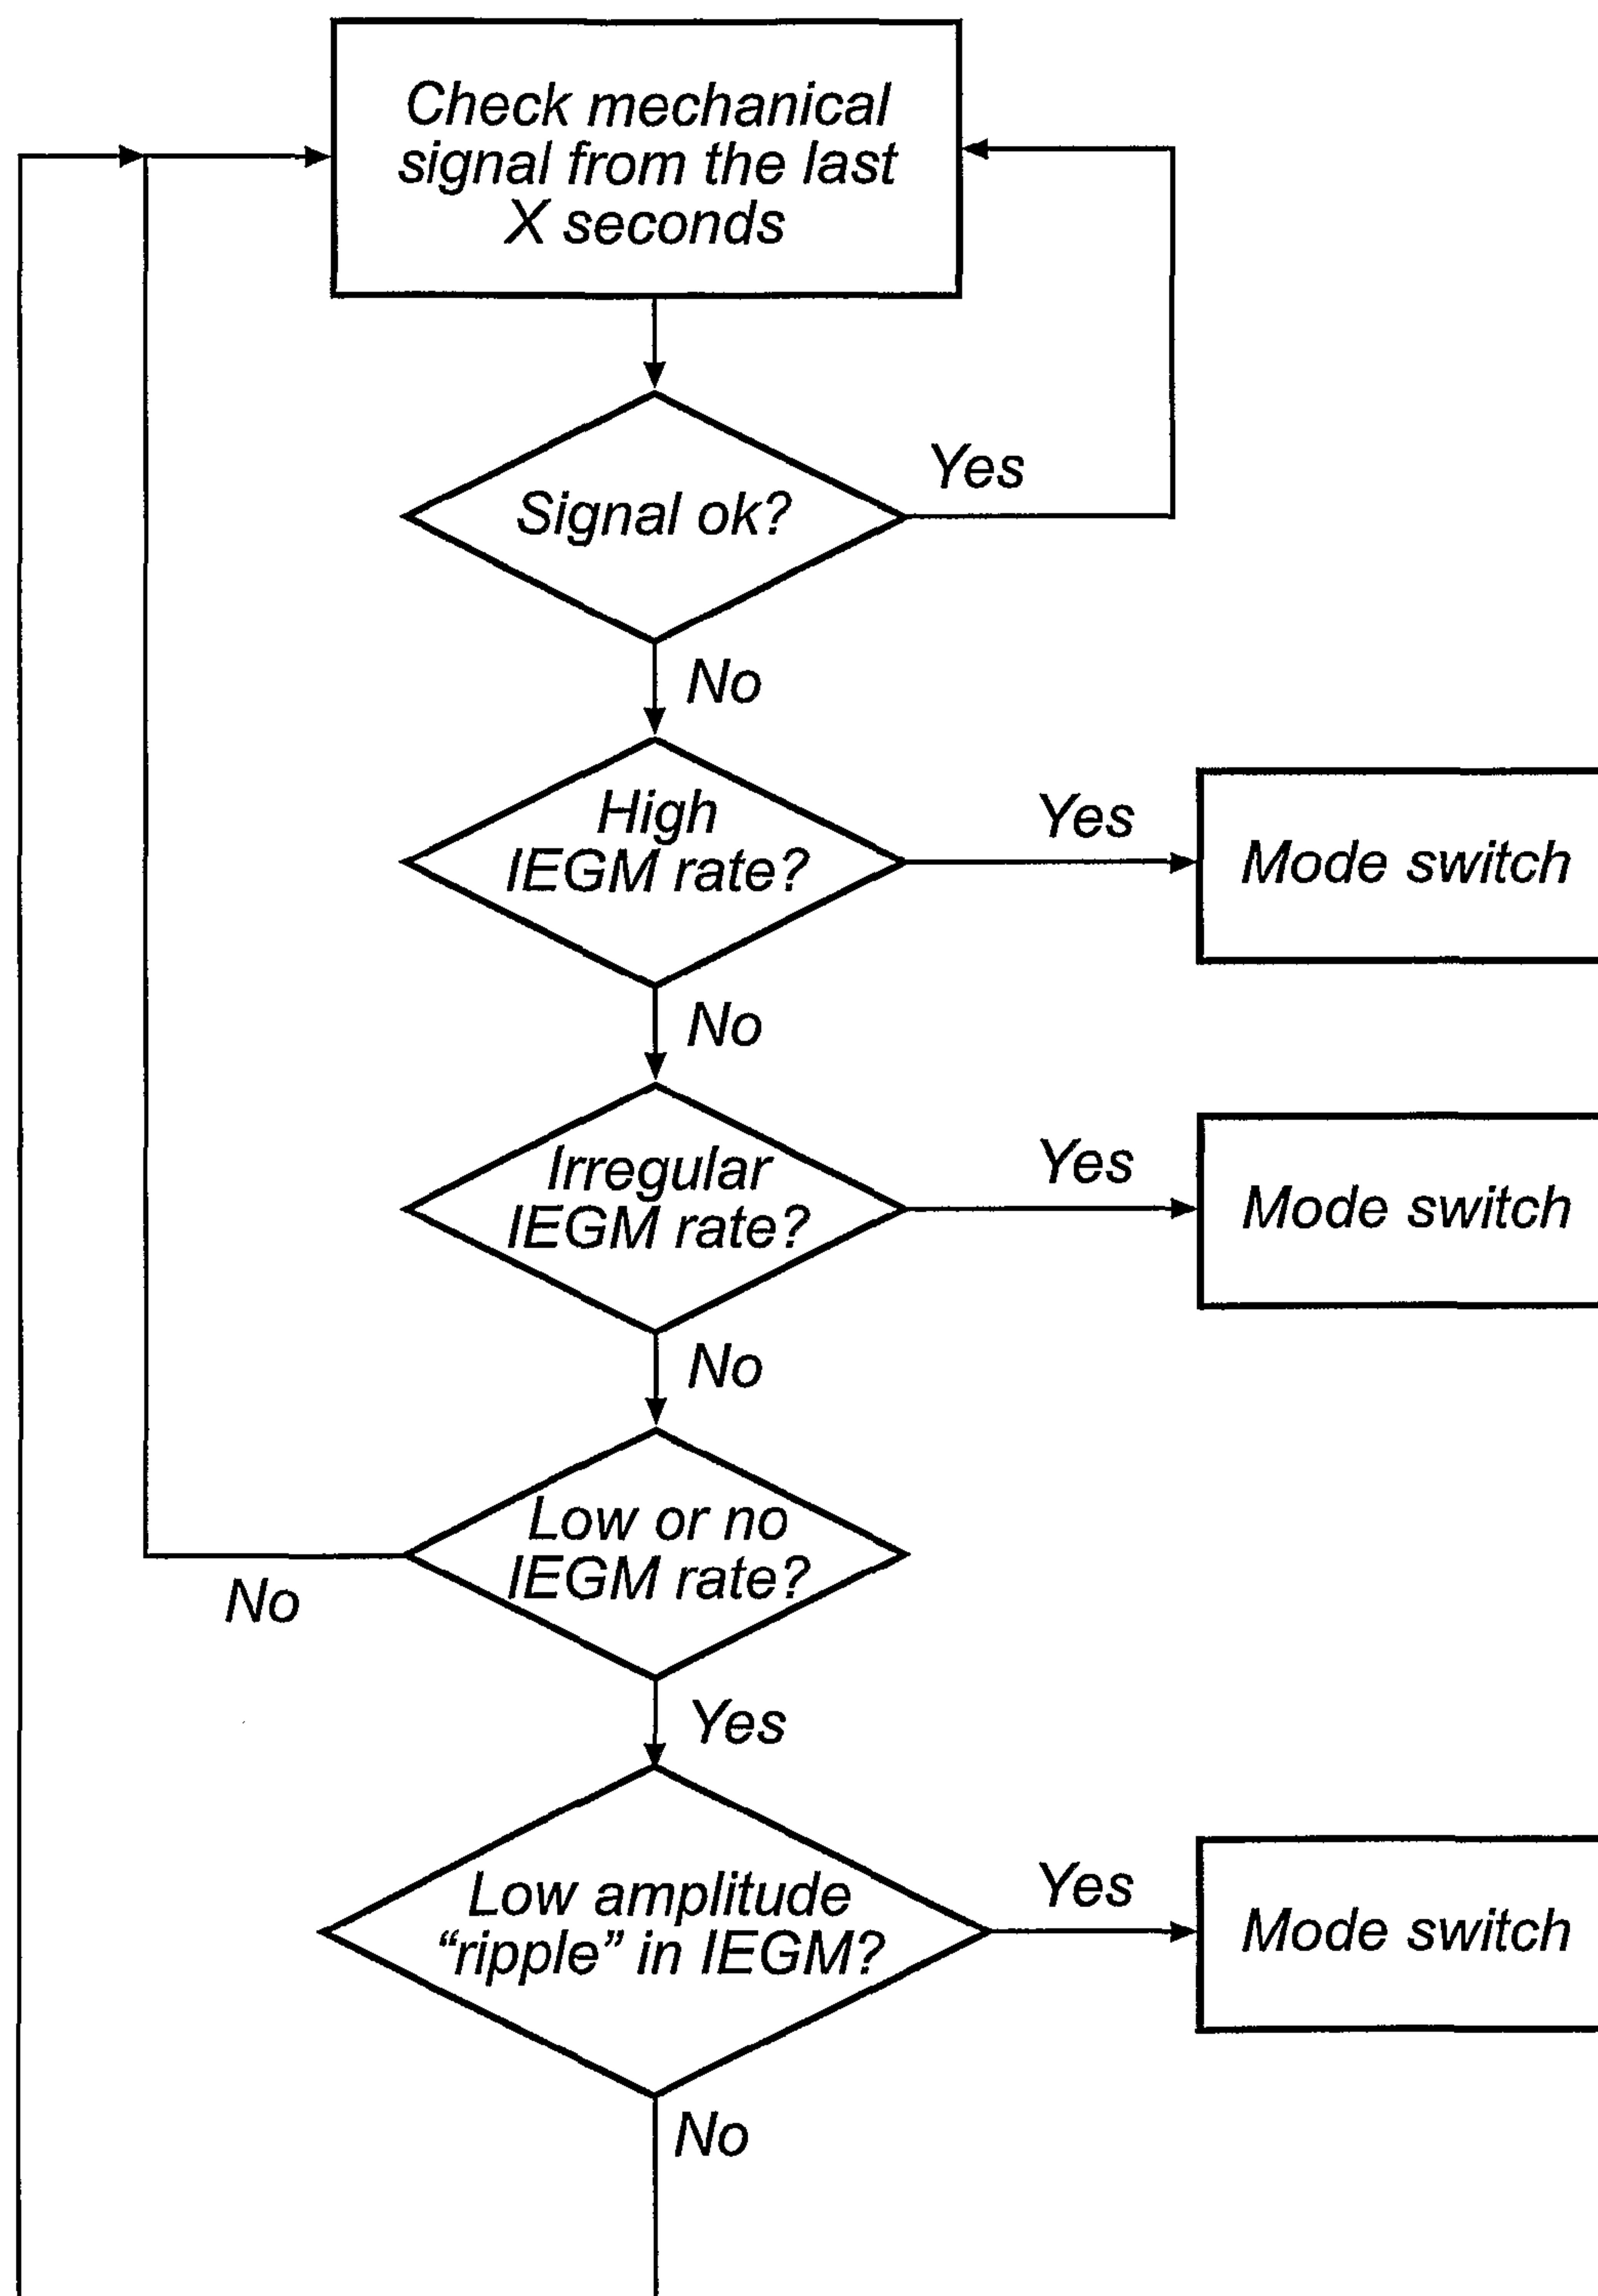 Check mechanical
signal from the last
X seconds
Signal ok?
Yes
No
High
IEGM rate?
Yes
Mode switch
No
Irregular
IEGM rate?
Yes
Mode switch
No
Low or no
IEGM rate?
No
Yes
Low amplitude
“ripple” in IEGM?
Yes
Mode switch
No